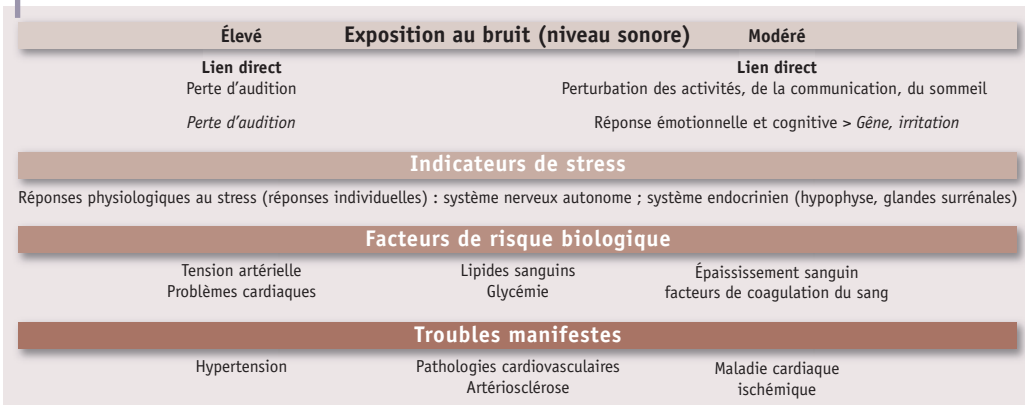 Élevé Exposition au bruit (niveau sonore) Modéré
Lien direct Lien direct
Perte d'audition Perturbation des activités, de la communication, du sommeil
Perte d'audition Réponse émotionnelle et cognitive > Gêne, irritation
Indicateurs de stress
Réponses physiologiques au stress (réponses individuelles) : système nerveux autonome ; système endocrinien (hypophyse, glandes surrénales)
Facteurs de risque biologique
Tension artérielle Lipides sanguins Épaississement sanguin
Problèmes cardiaques Glycémie facteurs de coagulation du sang
Troubles manifestes
Hypertension Pathologies cardiovasculaires Maladie cardiaque
Artériosclérose ischémique